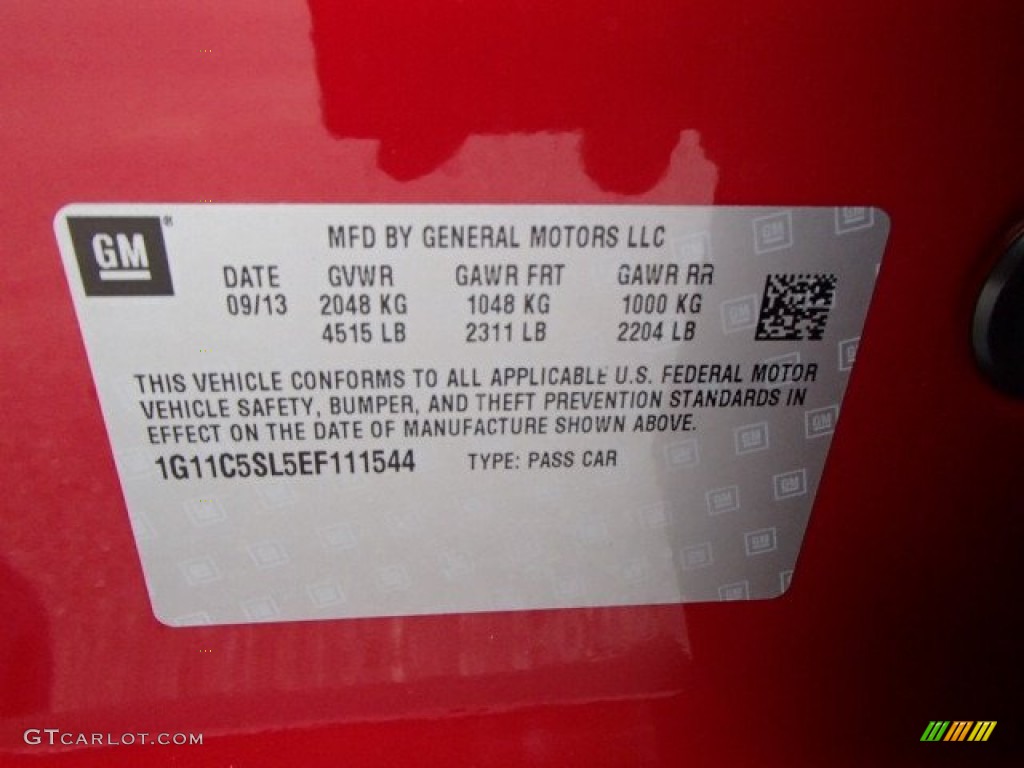 GM®
MFD BY GENERAL MOTORS LLC
DATE GVWR GAWR FRT GAWR RR
09/13 2048 KG 1048 KG 1000 KG
4515 LB 2311 LB 2204 LB
THIS VEHICLE CONFORMS TO ALL APPLICABLE U.S. FEDERAL MOTOR
VEHICLE SAFETY, BUMPER, AND THEFT PREVENTION STANDARDS IN
EFFECT ON THE DATE OF MANUFACTURE SHOWN ABOVE.
1G11C5SL5EF111544 TYPE: PASS CAR
GTCARLOT.COM